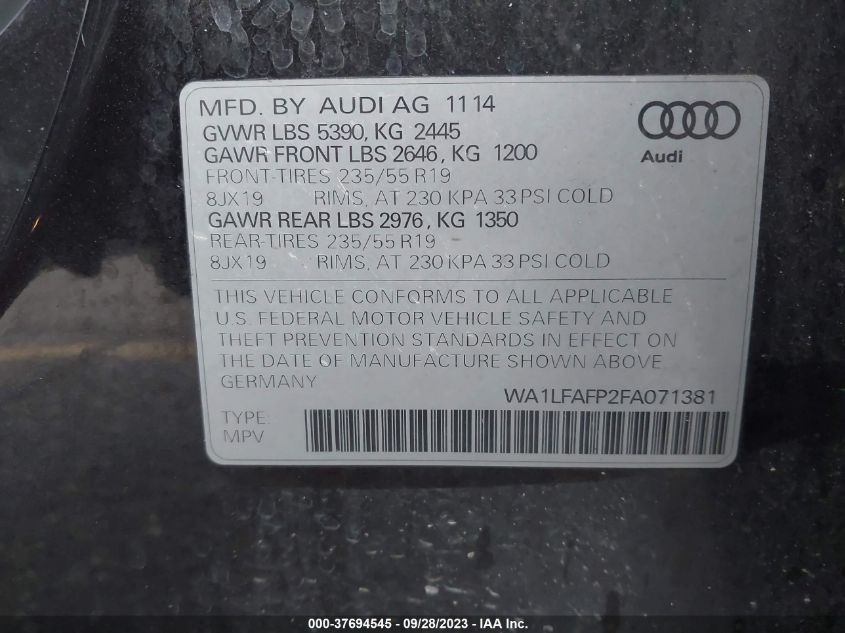 MFD. BY AUDI AG 11 14
GVWR LBS 5390, KG 2445
GAWR FRONT LBS 2646, KG 1200
FRONT-TIRES 235/55 R19
8JX19 RIMS, AT 230 KPA 33 PSI COLD
GAWR REAR LBS 2976, KG 1350
REAR-TIRES 235/55 R19
8JX19 RIMS, AT 230 KPA 33 PSI COLD
Audi
THIS VEHICLE CONFORMS TO ALL APPLICABLE
U.S. FEDERAL MOTOR VEHICLE SAFETY AND
THEFT PREVENTION STANDARDS IN EFFECT ON
THE DATE OF MANUFACTURE SHOWN ABOVE
GERMANY
WA1LFAFP2FA071381
TYPE:
MPV
000-37694545 - 09/28/2023 - IAA Inc.